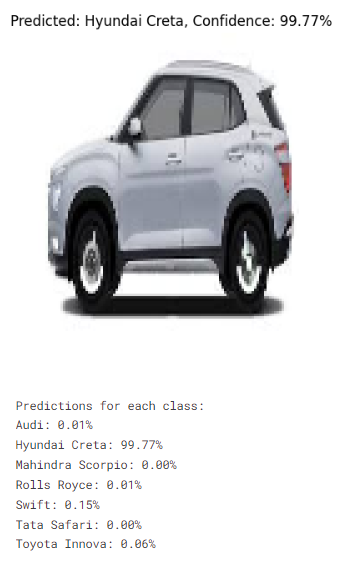 Predicted: Hyundai Creta, Confidence: 99.77%
Predictions for each class:
Audi: 0.01%
Hyundai Creta: 99.77%
Mahindra Scorpio: 0.00%
Rolls Royce: 0.01%
Swift: 0.15%
Tata Safari: 0.00%
Toyota Innova: 0.06%